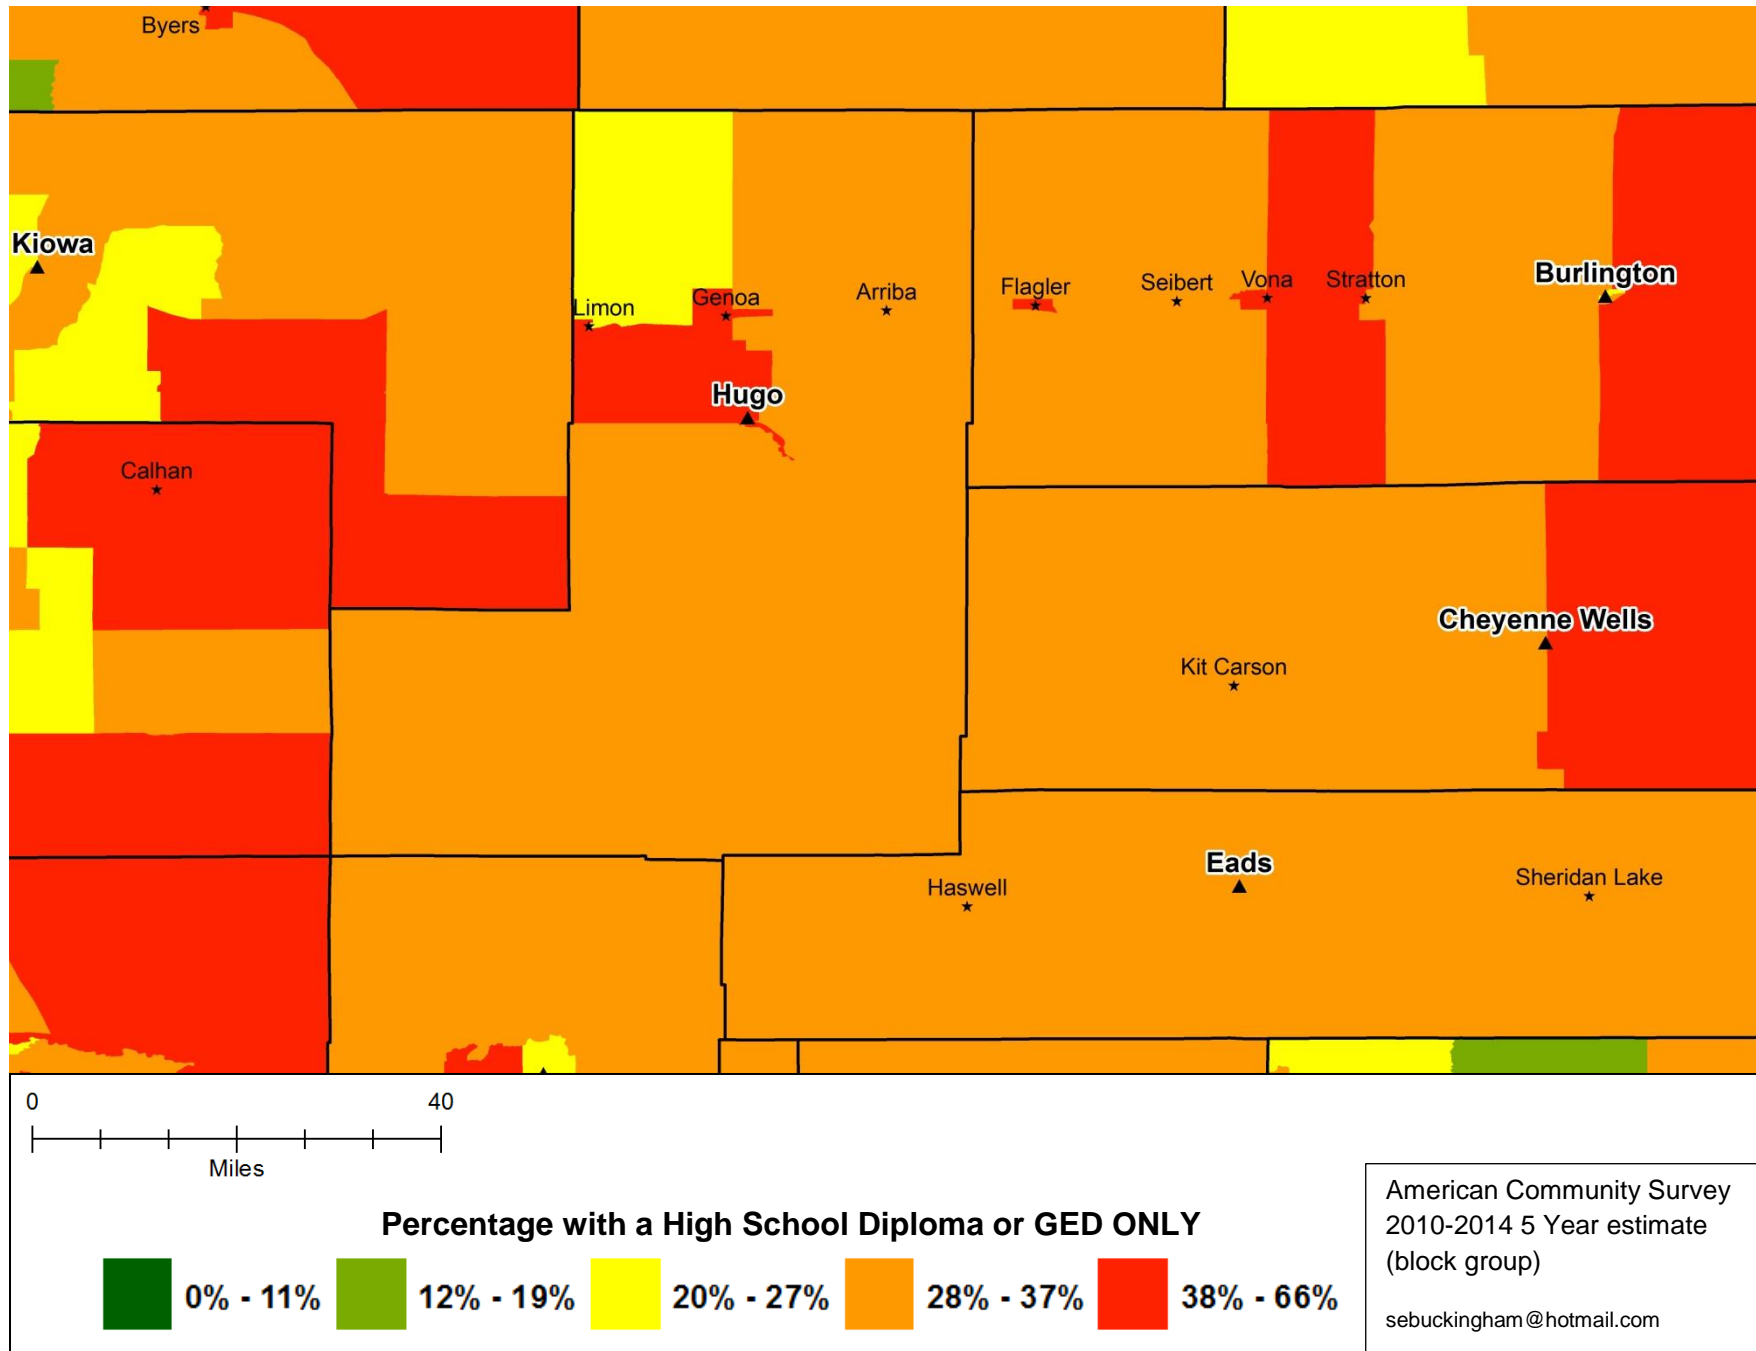 Byers
Kiowa
Limon
Genoa
Arriba
Flagler
Seibert
Vona
Stratton
Burlington
Hugo
Calhan
Cheyenne Wells
Kit Carson
Eads
Haswell
Sheridan Lake
0 40
Miles
Percentage with a High School Diploma or GED ONLY
0% - 11% 12% - 19% 20% - 27% 28% - 37% 38% - 66%
American Community Survey
2010-2014 5 Year estimate
(block group)
sebuckingham@hotmail.com